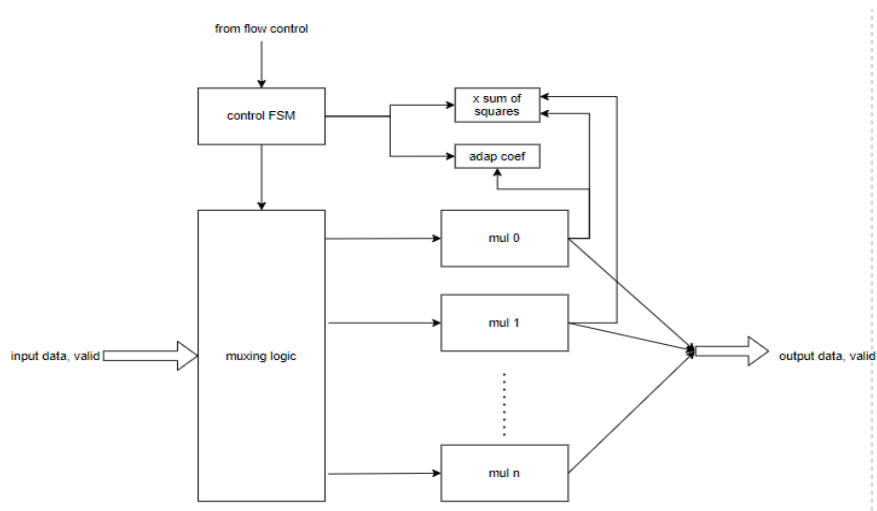 from flow control
control FSM
x sum of
squares
adap coef
mul 0
mul 1
input data, valid
muxing logic
output data, valid
mul n